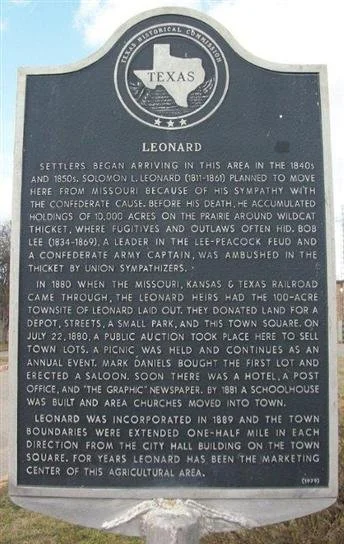 TEXAS HISTORICAL COMMISSION
TEXAS
LEONARD
SETTLERS BEGAN ARRIVING IN THIS AREA IN THE 1840s
AND 1850s. SOLOMON L. LEONARD (1811-1861) PLANNED TO MOVE
HERE FROM MISSOURI BECAUSE OF HIS SYMPATHY WITH
THE CONFEDERATE CAUSE. BEFORE HIS DEATH, HE ACCUMULATED
HOLDINGS OF 10,000 ACRES ON THE PRAIRIE AROUND WILDCAT
THICKET, WHERE FUGITIVES AND OUTLAWS OFTEN HID. BOB
LEE (1834-1869), A LEADER IN THE LEE-PEACOCK FEUD AND
A CONFEDERATE ARMY CAPTAIN, WAS AMBUSHED IN THE
THICKET BY UNION SYMPATHIZERS.
IN 1880 WHEN THE MISSOURI, KANSAS & TEXAS RAILROAD
CAME THROUGH, THE LEONARD HEIRS HAD THE 100-ACRE
TOWNSITE OF LEONARD LAID OUT. THEY DONATED LAND FOR A
DEPOT, STREETS, A SMALL PARK, AND THIS TOWN SQUARE. ON
JULY 22, 1880, A PUBLIC AUCTION TOOK PLACE HERE TO SELL
TOWN LOTS. A PICNIC WAS HELD AND CONTINUES AS AN
ANNUAL EVENT. MARK DANIELS BOUGHT THE FIRST LOT AND
ERECTED A SALOON. SOON THERE WAS A HOTEL, A POST
OFFICE, AND "THE GRAPHIC" NEWSPAPER. BY 1881 A SCHOOLHOUSE
WAS BUILT AND AREA CHURCHES MOVED INTO TOWN.
LEONARD WAS INCORPORATED IN 1889 AND THE TOWN
BOUNDARIES WERE EXTENDED ONE-HALF MILE IN EACH
DIRECTION FROM THE CITY HALL BUILDING ON THE TOWN
SQUARE. FOR YEARS LEONARD HAS BEEN THE MARKETING
CENTER OF THIS AGRICULTURAL AREA.
(1979)